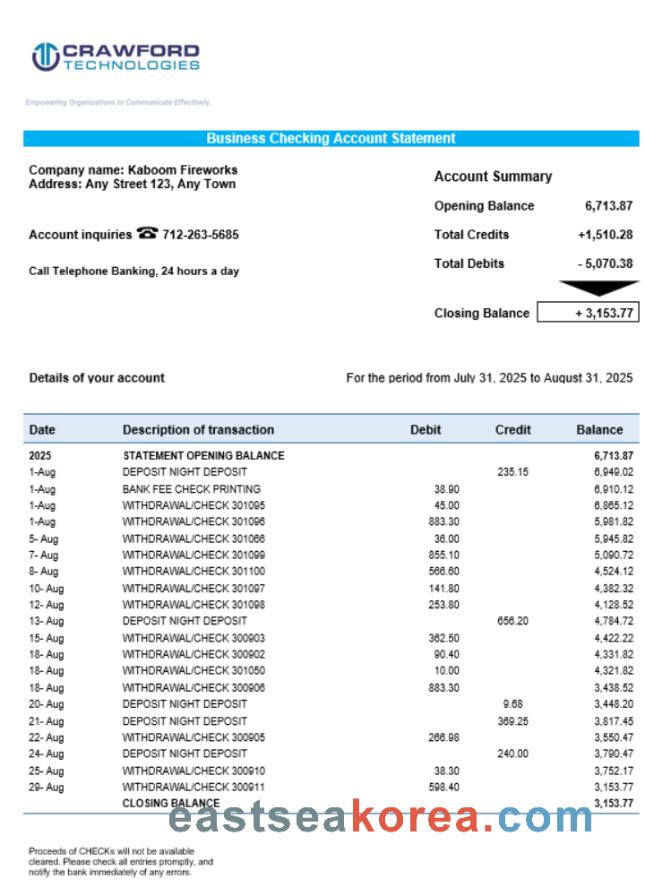 CRAWFORD
TECHNOLOGIES
Empowering Organizations to Communicate Effectively.
Business Checking Account Statement
Company name: Kaboom Fireworks
Address: Any Street 123, Any Town
Account inquiries ☎ 712-263-5685
Call Telephone Banking, 24 hours a day
Account Summary
Opening Balance 6,713.87
Total Credits +1,510.28
Total Debits - 5,070.38
Closing Balance + 3,153.77
Details of your account For the period from July 31, 2025 to August 31, 2025
Date Description of transaction Debit Credit Balance
2025 STATEMENT OPENING BALANCE 6,713.87
1-Aug DEPOSIT NIGHT DEPOSIT 235.15 6,949.02
1-Aug BANK FEE CHECK PRINTING 38.90 6,910.12
1-Aug WITHDRAWAL/CHECK 301095 45.00 6,865.12
1-Aug WITHDRAWAL/CHECK 301096 883.30 5,981.82
5- Aug WITHDRAWAL/CHECK 301066 36.00 5,945.82
7- Aug WITHDRAWAL/CHECK 301099 855.10 5,090.72
8- Aug WITHDRAWAL/CHECK 301100 566.60 4,524.12
10- Aug WITHDRAWAL/CHECK 301097 141.80 4,382.32
12- Aug WITHDRAWAL/CHECK 301098 253.80 4,128.52
13- Aug DEPOSIT NIGHT DEPOSIT 656.20 4,784.72
15- Aug WITHDRAWAL/CHECK 300903 362.50 4,422.22
18- Aug WITHDRAWAL/CHECK 300902 90.40 4,331.82
18- Aug WITHDRAWAL/CHECK 301050 10.00 4,321.82
18- Aug WITHDRAWAL/CHECK 300906 883.30 3,438.52
20- Aug DEPOSIT NIGHT DEPOSIT 9.68 3,448.20
21- Aug DEPOSIT NIGHT DEPOSIT 369.25 3,817.45
22- Aug WITHDRAWAL/CHECK 300905 266.98 3,550.47
24- Aug DEPOSIT NIGHT DEPOSIT 240.00 3,790.47
25- Aug WITHDRAWAL/CHECK 300910 38.30 3,752.17
29- Aug WITHDRAWAL/CHECK 300911 598.40 3,153.77
CLOSING BALANCE 3,153.77
eastseakorea.com
Proceeds of CHECKs will not be available
cleared. Please check all entries promptly, and
notify the bank immediately of any errors.